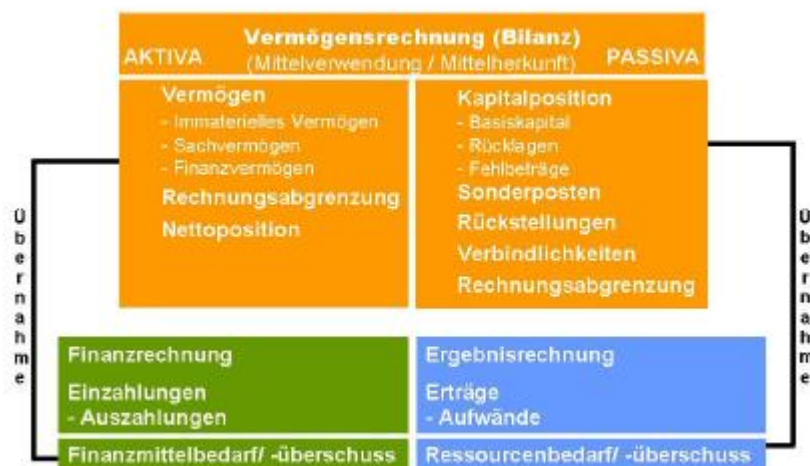 Vermögensrechnung (Bilanz)
AKTIVA
(Mittelverwendung / Mittelherkunft)
PASSIVA
Vermögen
- Immaterielles Vermögen
- Sachvermögen
- Finanzvermögen
Rechnungsabgrenzung
Nettoposition
Kapitalposition
- Basiskapital
- Rücklagen
- Fehlbeträge
Sonderposten
Rückstellungen
Verbindlichkeiten
Rechnungsabgrenzung
Übernahme
Übernahme
Finanzrechnung
Einzahlungen
- Auszahlungen
Finanzmittelbedarf/ -überschuss
Ergebnisrechnung
Erträge
- Aufwände
Ressourcenbedarf/ -überschuss